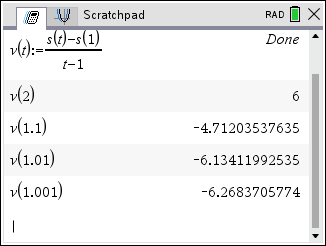 Scratchpad RAD
v(t):=(s(t)−s(1))/(t−1) Done
v(2) 6
v(1.1) −4.71203537635
v(1.01) −6.13411992535
v(1.001) −6.2683705774